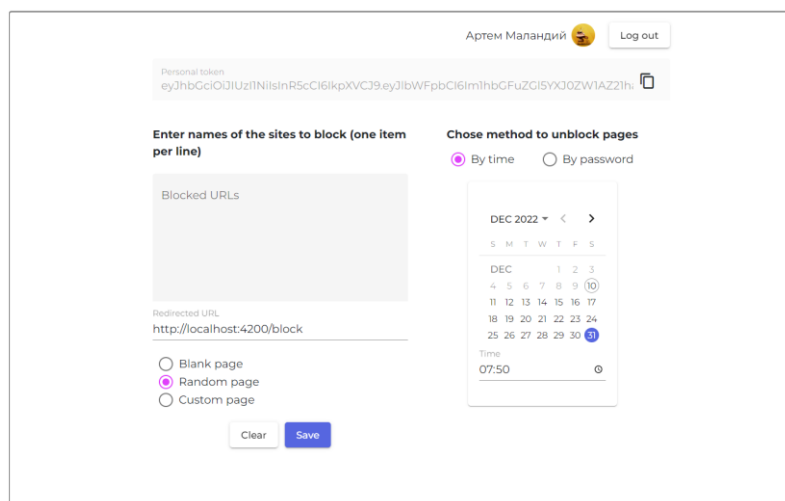 Артем Маландий
Log out
Personal token
Enter names of the sites to block (one item
per line)
Blocked URLs
Redirected URL
http://localhost:4200/block
Blank page
Random page
Custom page
Clear Save
Chose method to unblock pages
By time By password
DEC 2022
S M T W T F S
DEC 1 2 3
4 5 6 7 8 9 10
11 12 13 14 15 16 17
18 19 20 21 22 23 24
25 26 27 28 29 30 31
Time
07:50